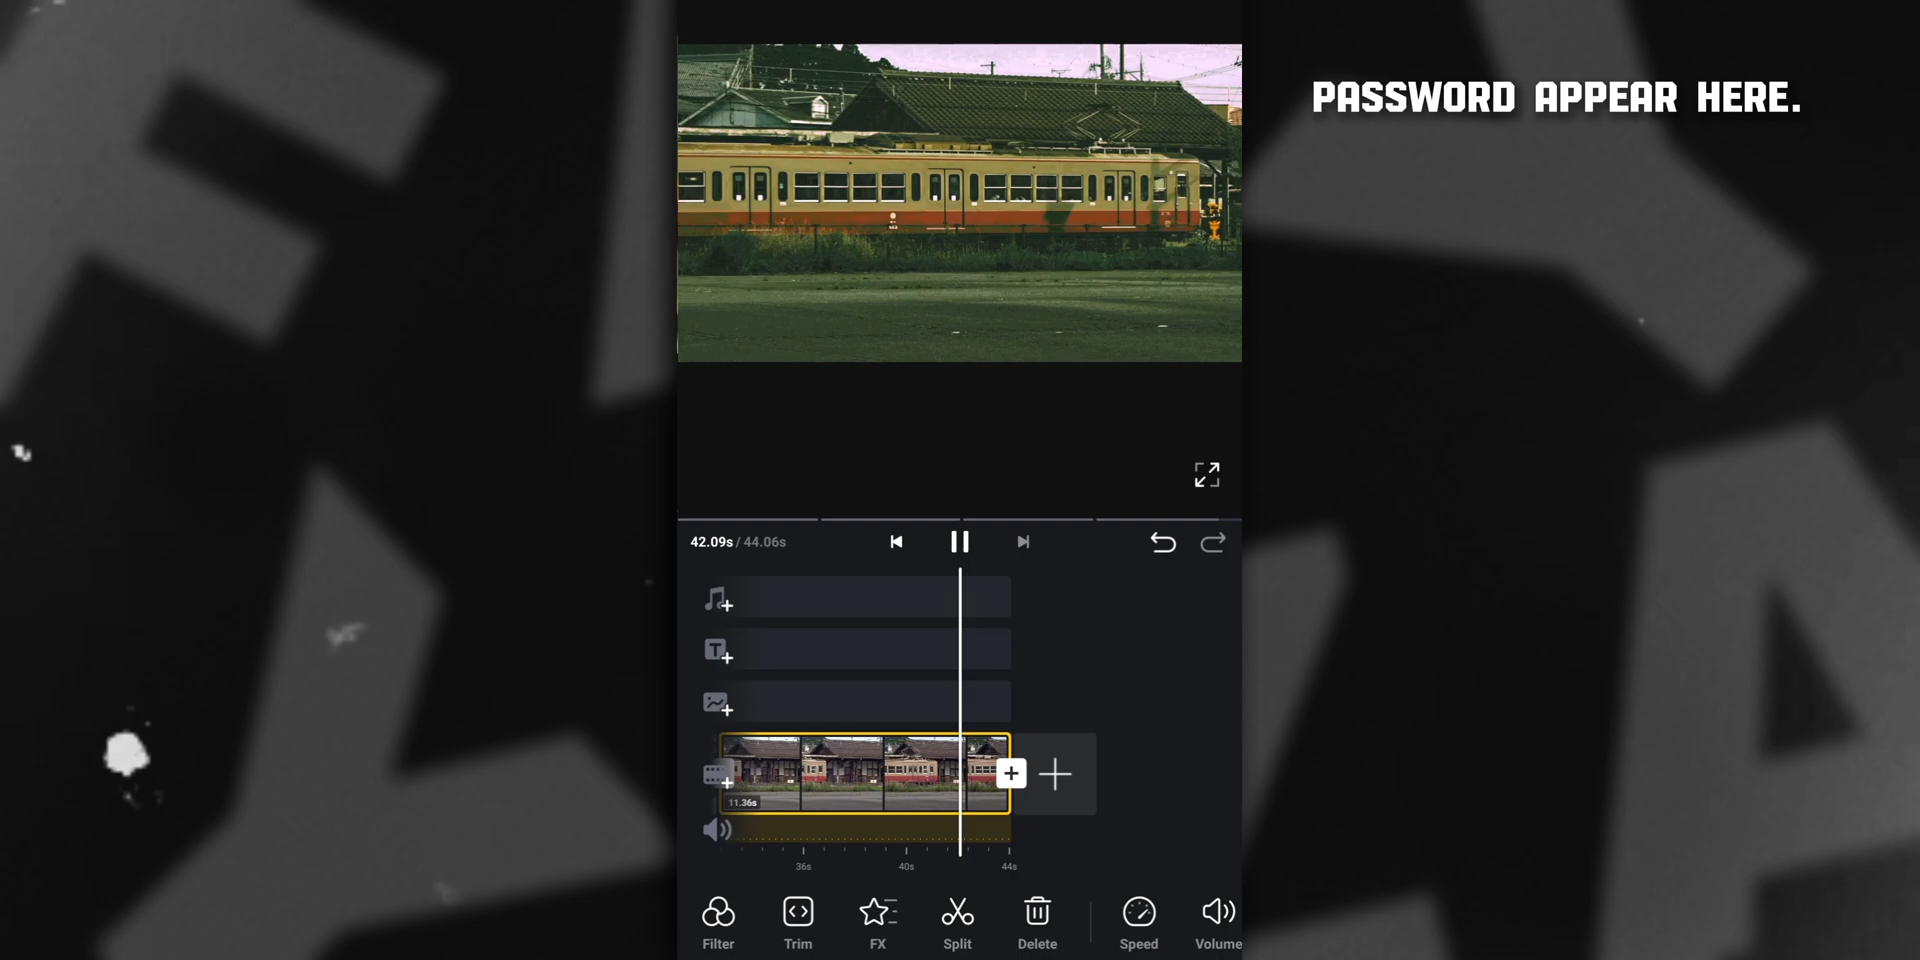 PASSWORD APPEAR HERE.
42.09s / 44.06s
11.36s
36s 40s 44s
Filter Trim FX Split Delete Speed Volume